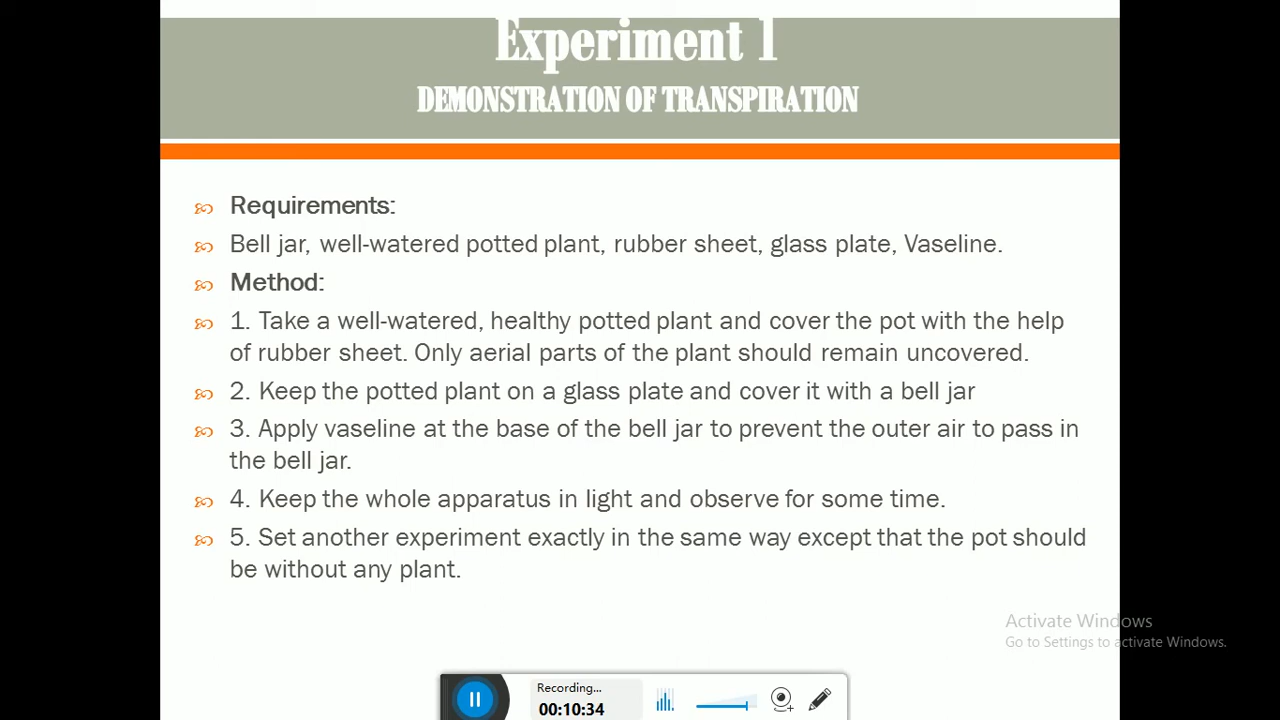 Experiment 1
DEMONSTRATION OF TRANSPIRATION
Requirements:
Bell jar, well-watered potted plant, rubber sheet, glass plate, Vaseline.
Method:
1. Take a well-watered, healthy potted plant and cover the pot with the help
of rubber sheet. Only aerial parts of the plant should remain uncovered.
2. Keep the potted plant on a glass plate and cover it with a bell jar
3. Apply vaseline at the base of the bell jar to prevent the outer air to pass in
the bell jar.
4. Keep the whole apparatus in light and observe for some time.
5. Set another experiment exactly in the same way except that the pot should
be without any plant.
Activate Windows
Go to Settings to activate Windows.
Recording...
00:10:34